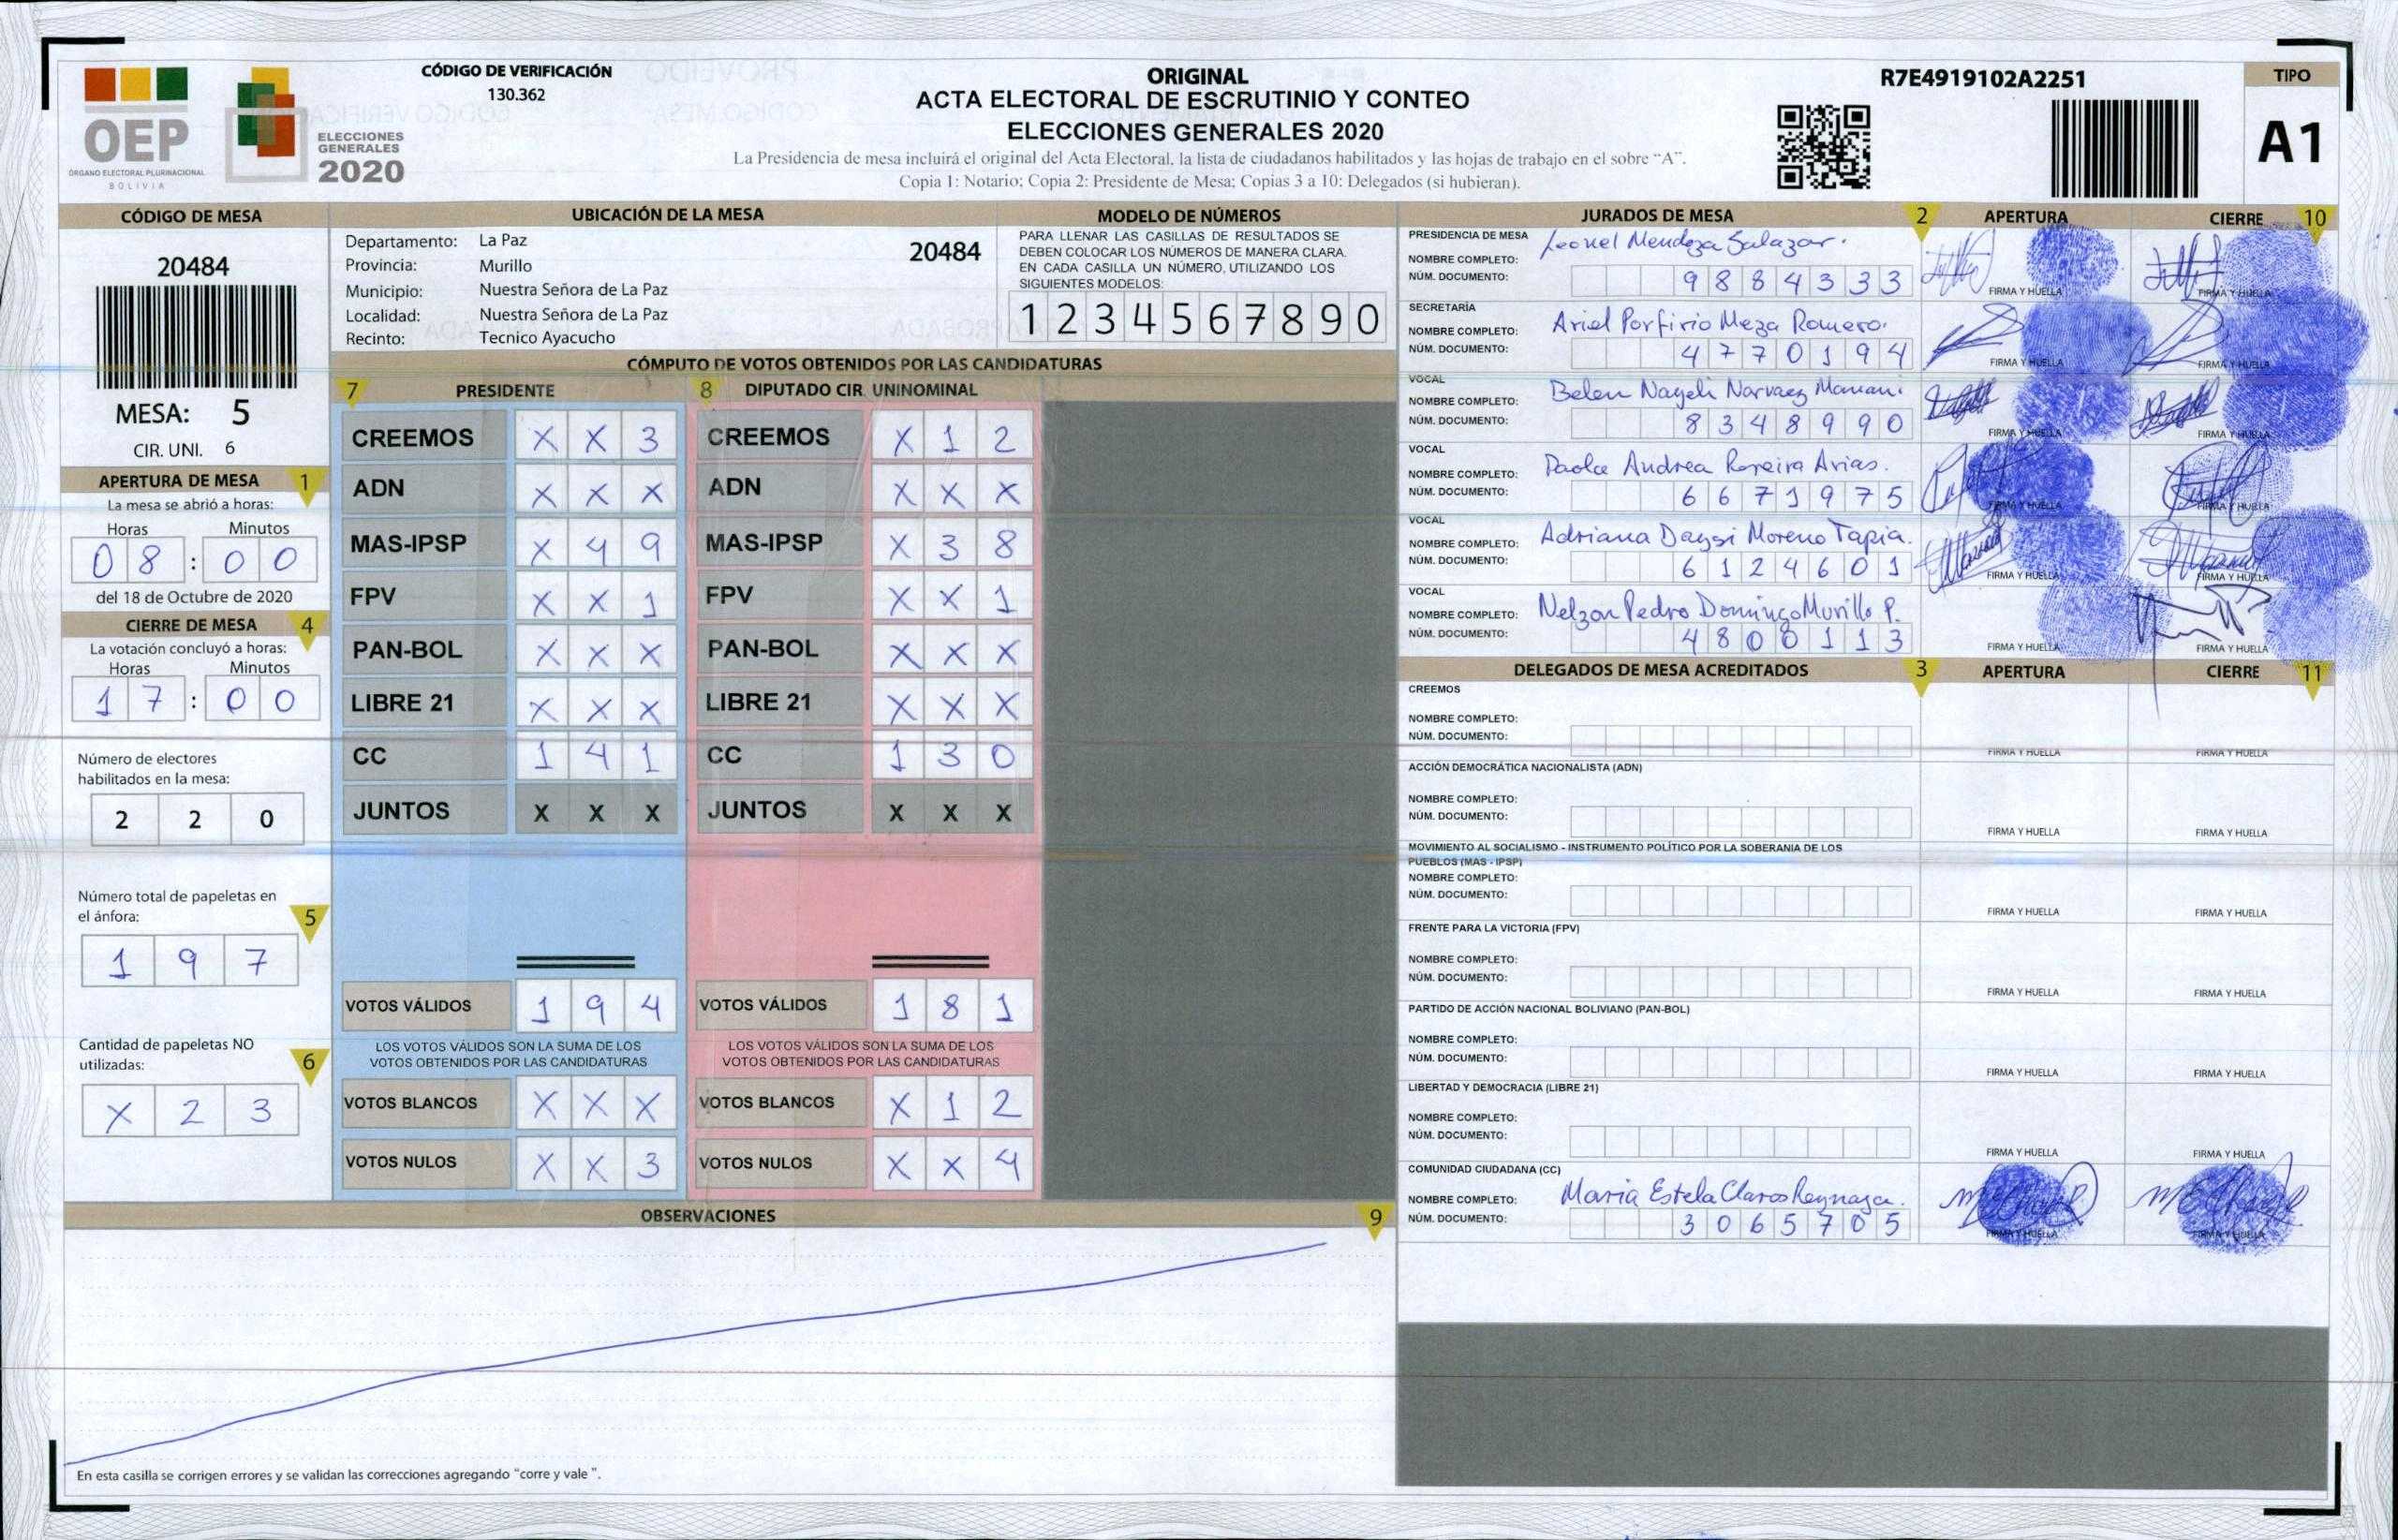 CÓDIGO DE VERIFICACIÓN
130.362
OEP
ÓRGANO ELECTORAL PLURINACIONAL
BOLIVIA
ELECCIONES
GENERALES
2020
ORIGINAL
ACTA ELECTORAL DE ESCRUTINIO Y CONTEO
ELECCIONES GENERALES 2020
La Presidencia de mesa incluirá el original del Acta Electoral, la lista de ciudadanos habilitados y las hojas de trabajo en el sobre “A”.
Copia 1: Notario; Copia 2: Presidente de Mesa; Copias 3 a 10: Delegados (si hubieran).
R7E4919102A2251
TIPO
A1
CÓDIGO DE MESA
20484
MESA: 5
CIR. UNI. 6
APERTURA DE MESA 1
La mesa se abrió a horas:
Horas Minutos
0 8 : 0 0
del 18 de Octubre de 2020
CIERRE DE MESA 4
La votación concluyó a horas:
Horas Minutos
1 7 : 0 0
Número de electores
habilitados en la mesa:
2 2 0
Número total de papeletas en
el ánfora: 5
1 9 7
Cantidad de papeletas NO
utilizadas: 6
X 2 3
UBICACIÓN DE LA MESA
Departamento: La Paz 20484
Provincia: Murillo
Municipio: Nuestra Señora de La Paz
Localidad: Nuestra Señora de La Paz
Recinto: Tecnico Ayacucho
MODELO DE NÚMEROS
PARA LLENAR LAS CASILLAS DE RESULTADOS SE
DEBEN COLOCAR LOS NÚMEROS DE MANERA CLARA.
EN CADA CASILLA UN NÚMERO, UTILIZANDO LOS
SIGUIENTES MODELOS:
1 2 3 4 5 6 7 8 9 0
CÓMPUTO DE VOTOS OBTENIDOS POR LAS CANDIDATURAS
7 PRESIDENTE
CREEMOS X X 3
ADN X X X
MAS-IPSP X 4 9
FPV X X 1
PAN-BOL X X X
LIBRE 21 X X X
CC 1 4 1
JUNTOS X X X
VOTOS VÁLIDOS 1 9 4
LOS VOTOS VÁLIDOS SON LA SUMA DE LOS
VOTOS OBTENIDOS POR LAS CANDIDATURAS
VOTOS BLANCOS X X X
VOTOS NULOS X X 3
8 DIPUTADO CIR. UNINOMINAL
CREEMOS X 1 2
ADN X X X
MAS-IPSP X 3 8
FPV X X 1
PAN-BOL X X X
LIBRE 21 X X X
CC 1 3 0
JUNTOS X X X
VOTOS VÁLIDOS 1 8 1
LOS VOTOS VÁLIDOS SON LA SUMA DE LOS
VOTOS OBTENIDOS POR LAS CANDIDATURAS
VOTOS BLANCOS X 1 2
VOTOS NULOS X X 4
OBSERVACIONES 9
En esta casilla se corrigen errores y se validan las correcciones agregando “corre y vale ”.
JURADOS DE MESA 2 APERTURA CIERRE 10
PRESIDENCIA DE MESA
NOMBRE COMPLETO: Leonel Mendoza Salazar.
NÚM. DOCUMENTO: 9 8 8 4 3 3 3
FIRMA Y HUELLA FIRMA Y HUELLA
SECRETARÍA
NOMBRE COMPLETO: Ariel Porfirio Meza Romero.
NÚM. DOCUMENTO: 4 7 7 0 1 9 4
FIRMA Y HUELLA FIRMA Y HUELLA
VOCAL
NOMBRE COMPLETO: Belen Nayeli Narvaez Mamani
NÚM. DOCUMENTO: 8 3 4 8 9 9 0
FIRMA Y HUELLA FIRMA Y HUELLA
VOCAL
NOMBRE COMPLETO: Paola Andrea Pereira Arias.
NÚM. DOCUMENTO: 6 6 7 1 9 7 5
FIRMA Y HUELLA FIRMA Y HUELLA
VOCAL
NOMBRE COMPLETO: Adriana Daysi Moreno Tapia.
NÚM. DOCUMENTO: 6 1 2 4 6 0 1
FIRMA Y HUELLA FIRMA Y HUELLA
VOCAL
NOMBRE COMPLETO: Nelzon Pedro Domingo Murillo P.
NÚM. DOCUMENTO: 4 8 0 0 1 1 3
FIRMA Y HUELLA FIRMA Y HUELLA
DELEGADOS DE MESA ACREDITADOS 3 APERTURA CIERRE 11
CREEMOS
NOMBRE COMPLETO:
NÚM. DOCUMENTO:
FIRMA Y HUELLA FIRMA Y HUELLA
ACCIÓN DEMOCRÁTICA NACIONALISTA (ADN)
NOMBRE COMPLETO:
NÚM. DOCUMENTO:
FIRMA Y HUELLA FIRMA Y HUELLA
MOVIMIENTO AL SOCIALISMO - INSTRUMENTO POLÍTICO POR LA SOBERANIA DE LOS
PUEBLOS (MAS - IPSP)
NOMBRE COMPLETO:
NÚM. DOCUMENTO:
FIRMA Y HUELLA FIRMA Y HUELLA
FRENTE PARA LA VICTORIA (FPV)
NOMBRE COMPLETO:
NÚM. DOCUMENTO:
FIRMA Y HUELLA FIRMA Y HUELLA
PARTIDO DE ACCIÓN NACIONAL BOLIVIANO (PAN-BOL)
NOMBRE COMPLETO:
NÚM. DOCUMENTO:
FIRMA Y HUELLA FIRMA Y HUELLA
LIBERTAD Y DEMOCRACIA (LIBRE 21)
NOMBRE COMPLETO:
NÚM. DOCUMENTO:
FIRMA Y HUELLA FIRMA Y HUELLA
COMUNIDAD CIUDADANA (CC)
NOMBRE COMPLETO: Maria Estela Claros Reynaga.
NÚM. DOCUMENTO: 3 0 6 5 7 0 5
FIRMA Y HUELLA FIRMA Y HUELLA